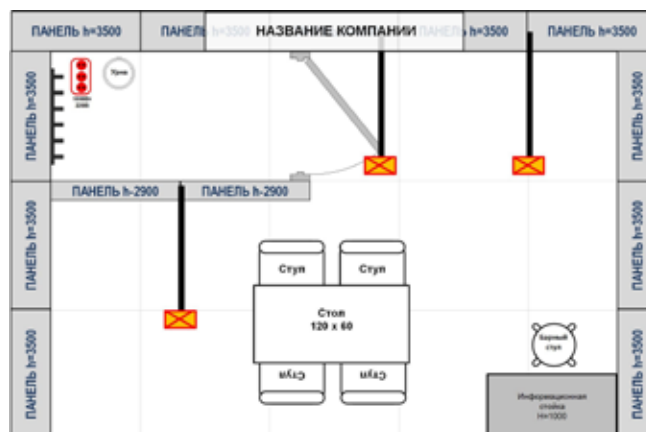 ПАНЕЛЬ h=3500
НАЗВАНИЕ КОМПАНИИ
ПАНЕЛЬ h=3500
ПАНЕЛЬ h=3500
ПАНЕЛЬ h=3500
ПАНЕЛЬ h=3500
ПАНЕЛЬ h=3500
Урна
ПАНЕЛЬ h-2900
ПАНЕЛЬ h-2900
ПАНЕЛЬ h=3500
ПАНЕЛЬ h=3500
Стул
Стул
Стол
120 x 60
Стул
Стул
Барный
стул
ПАНЕЛЬ h=3500
ПАНЕЛЬ h=3500
Информационная
стойка
H=1000